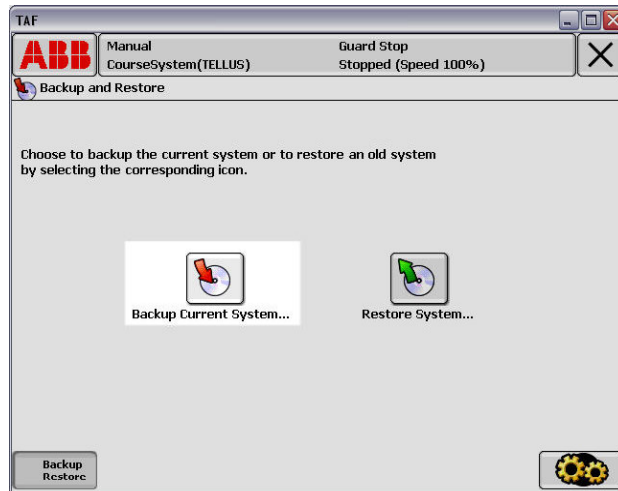 TAF
ABB
Manual
CourseSystem(TELLUS)
Guard Stop
Stopped (Speed 100%)
Backup and Restore
Choose to backup the current system or to restore an old system
by selecting the corresponding icon.
Backup Current System...
Restore System...
Backup
Restore